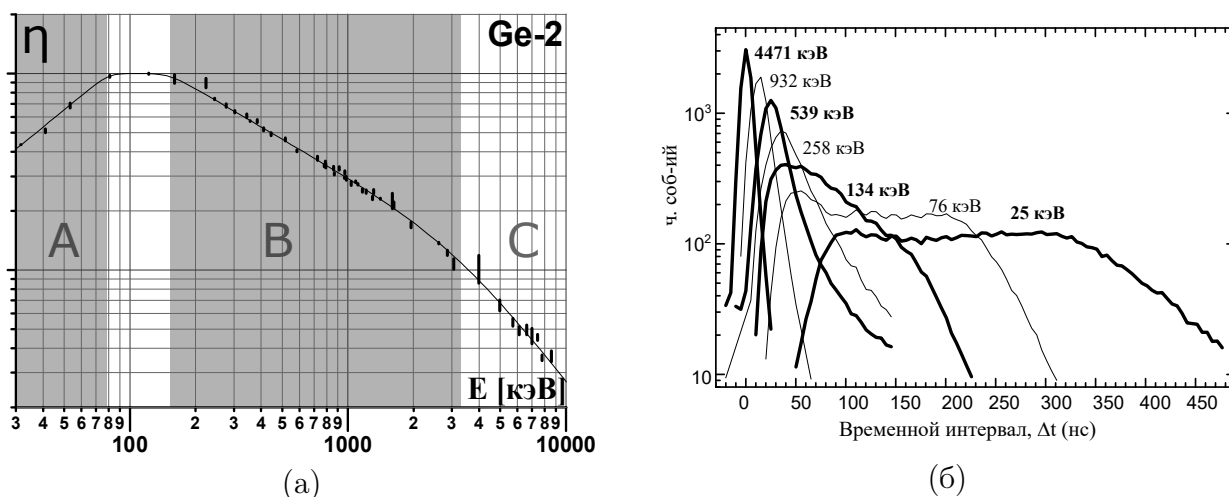 η
Ge-2
A
B
C
E [кэВ]
3 4 5 6 7 8 9 2 3 4 5 6 7 8 9 2 3 4 5 6 7 8 9
100 1000 10000
(а)
4471 кэВ
932 кэВ
539 кэВ
258 кэВ
134 кэВ
76 кэВ
25 кэВ
ч. соб-ий
10³
10²
10
0 50 100 150 200 250 300 350 400 450
Временной интервал, Δt (нс)
(б)